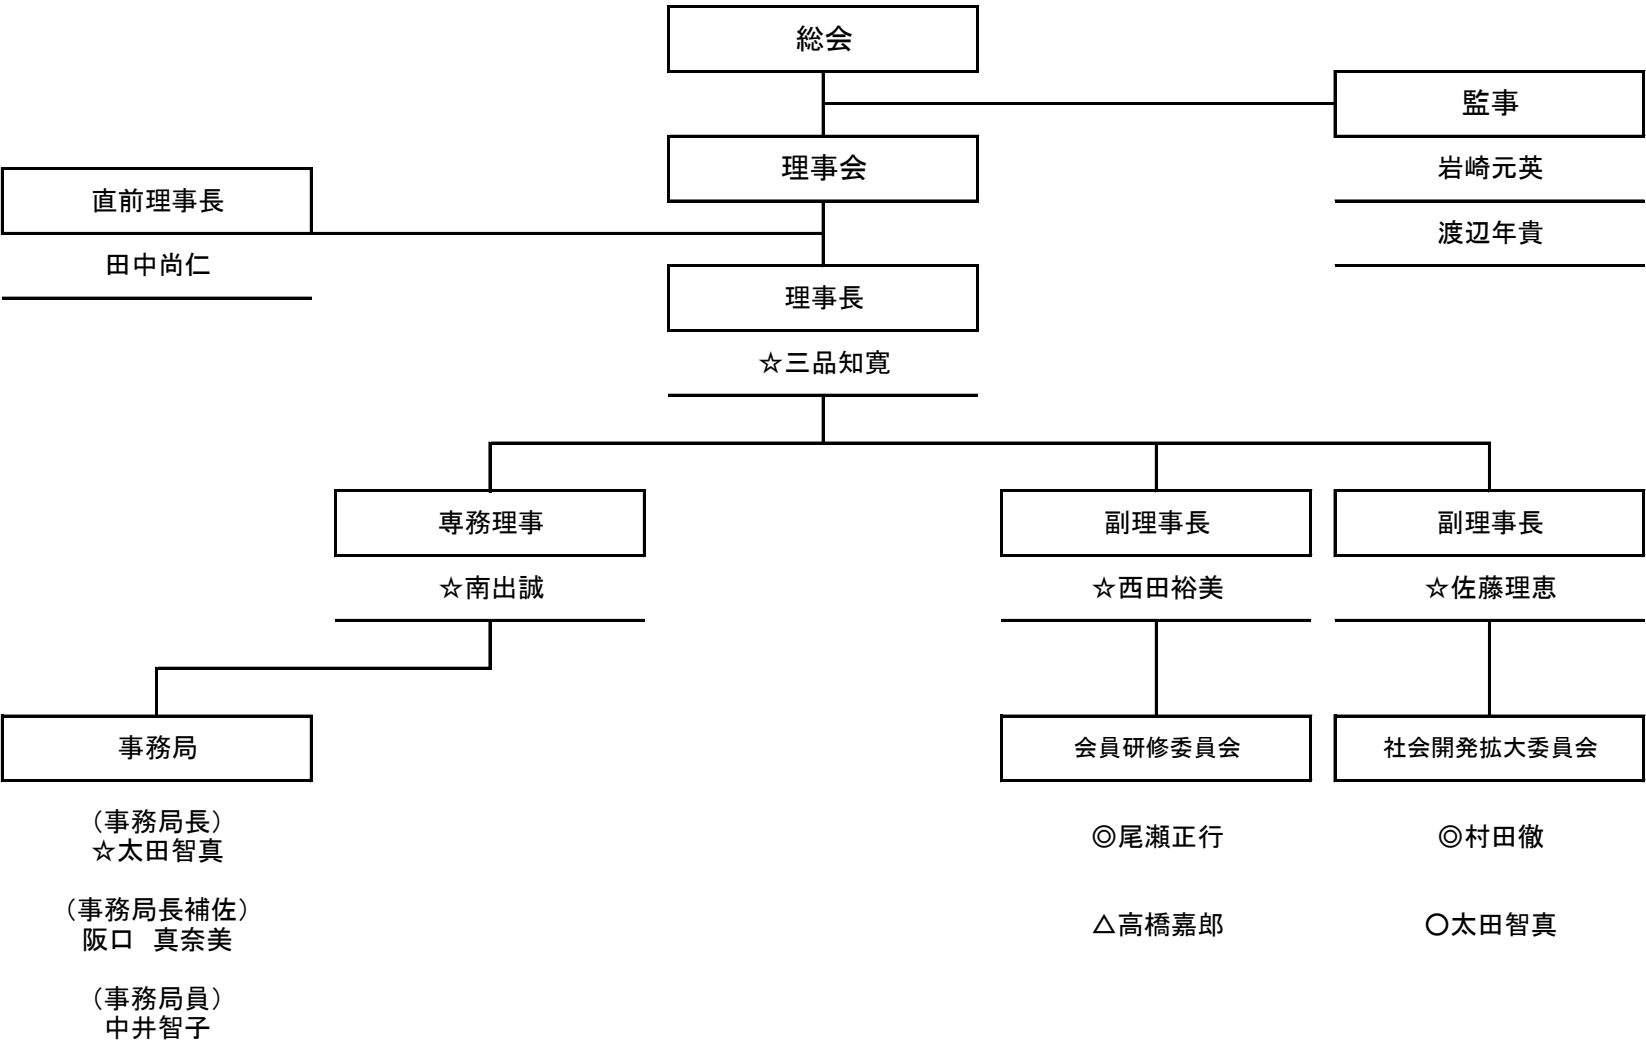 総会
監事
理事会
岩崎元英
直前理事長
渡辺年貴
田中尚仁
理事長
☆三品知寛
専務理事
副理事長
副理事長
☆南出誠
☆西田裕美
☆佐藤理恵
事務局
会員研修委員会
社会開発拡大委員会
（事務局長）
☆太田智真
◎尾瀬正行
◎村田徹
（事務局長補佐）
阪口　真奈美
△高橋嘉郎
○太田智真
（事務局員）
中井智子